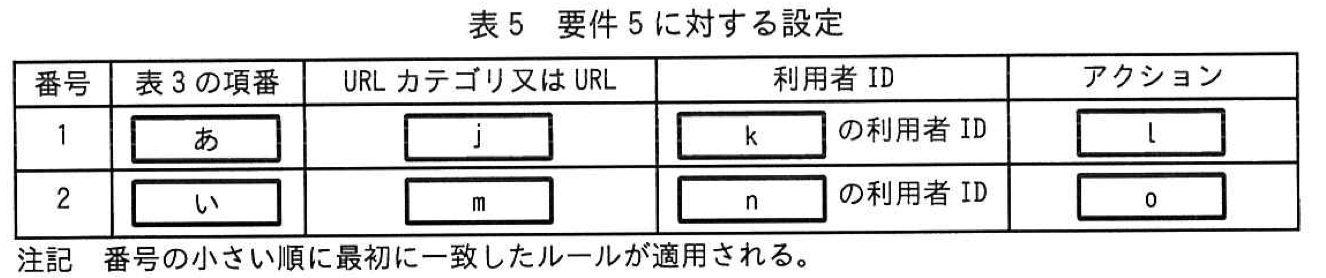 表5 要件5に対する設定
番号 表3の項番 URL カテゴリ又は URL 利用者 ID アクション
1 あ j k の利用者 ID l
2 い m n の利用者 ID o
注記 番号の小さい順に最初に一致したルールが適用される。